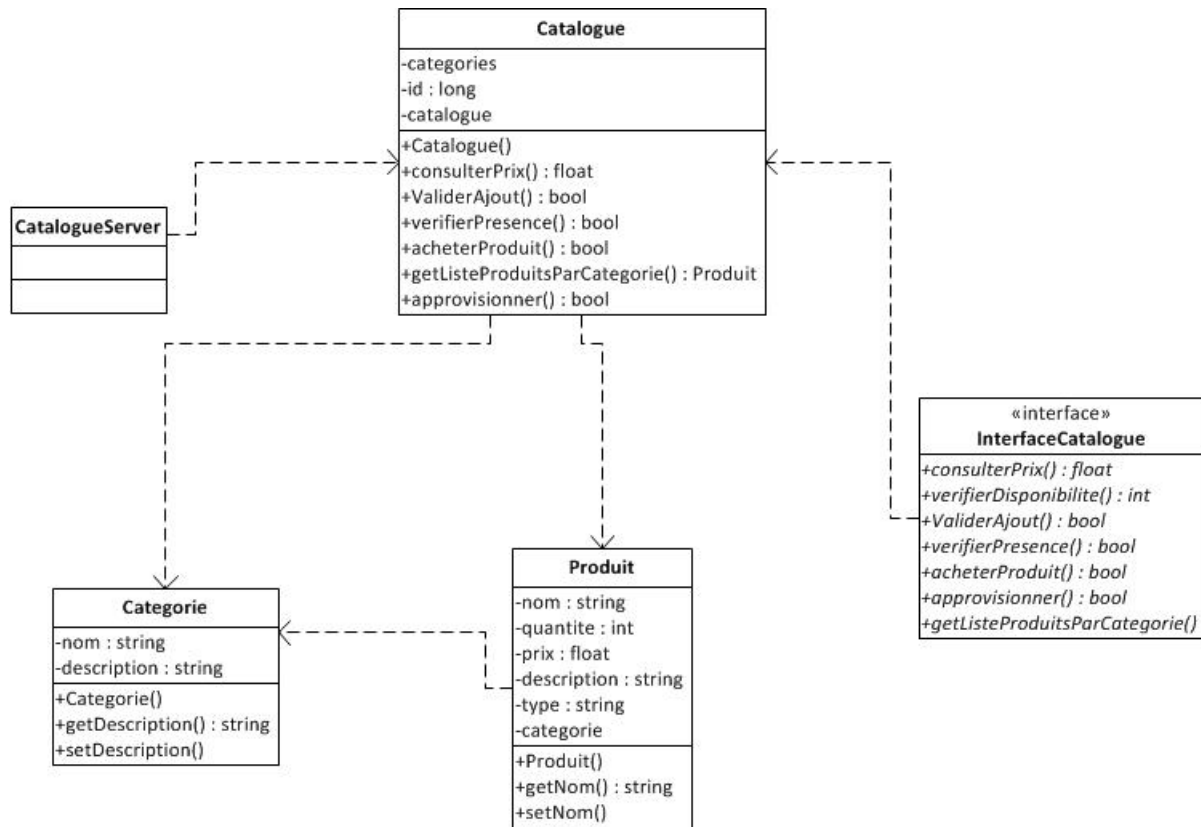 Catalogue
-categories
-id : long
-catalogue
+Catalogue()
+consulterPrix() : float
+ValiderAjout() : bool
+verifierPresence() : bool
+acheterProduit() : bool
+getListeProduitsParCategorie() : Produit
+approvisionner() : bool
CatalogueServer
«interface»
InterfaceCatalogue
+consulterPrix() : float
+verifierDisponibilite() : int
+ValiderAjout() : bool
+verifierPresence() : bool
+acheterProduit() : bool
+approvisionner() : bool
+getListeProduitsParCategorie()
Categorie
-nom : string
-description : string
+Categorie()
+getDescription() : string
+setDescription()
Produit
-nom : string
-quantite : int
-prix : float
-description : string
-type : string
-categorie
+Produit()
+getNom() : string
+setNom()